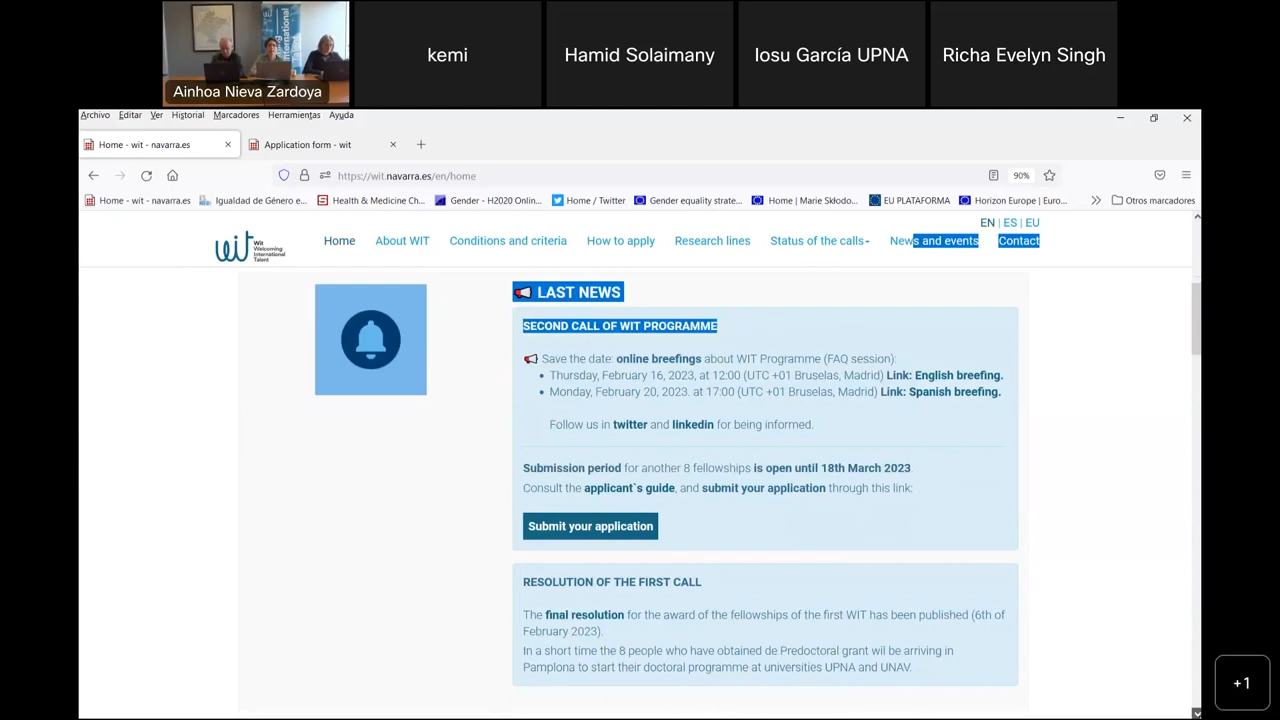 International
Talent
Ainhoa Nieva Zardoya
kemi
Hamid Solaimany
Iosu García UPNA
Richa Evelyn Singh
Archivo Editar Ver Historial Marcadores Herramientas Ayuda
Home - wit - navarra.es
Application form - wit
https://wit.navarra.es/en/home
90%
Home - wit - navarra.es
Igualdad de Género e...
Health & Medicine Ch...
Gender - H2020 Onlin...
Home / Twitter
Gender equality strate...
Home | Marie Skłodo...
EU PLATAFORMA
Horizon Europe | Euro...
Otros marcadores
EN | ES | EU
wit
Wit
Welcoming
International
Talent
Home
About WIT
Conditions and criteria
How to apply
Research lines
Status of the calls
News and events
Contact
LAST NEWS
SECOND CALL OF WIT PROGRAMME
Save the date: online breefings about WIT Programme (FAQ session):
• Thursday, February 16, 2023, at 12:00 (UTC +01 Bruselas, Madrid) Link: English breefing.
• Monday, February 20, 2023. at 17:00 (UTC +01 Bruselas, Madrid) Link: Spanish breefing.
Follow us in twitter and linkedin for being informed.
Submission period for another 8 fellowships is open until 18th March 2023.
Consult the applicant`s guide, and submit your application through this link:
Submit your application
RESOLUTION OF THE FIRST CALL
The final resolution for the award of the fellowships of the first WIT has been published (6th of
February 2023).
In a short time the 8 people who have obtained de Predoctoral grant wil be arriving in
Pamplona to start their doctoral programme at universities UPNA and UNAV.
+1